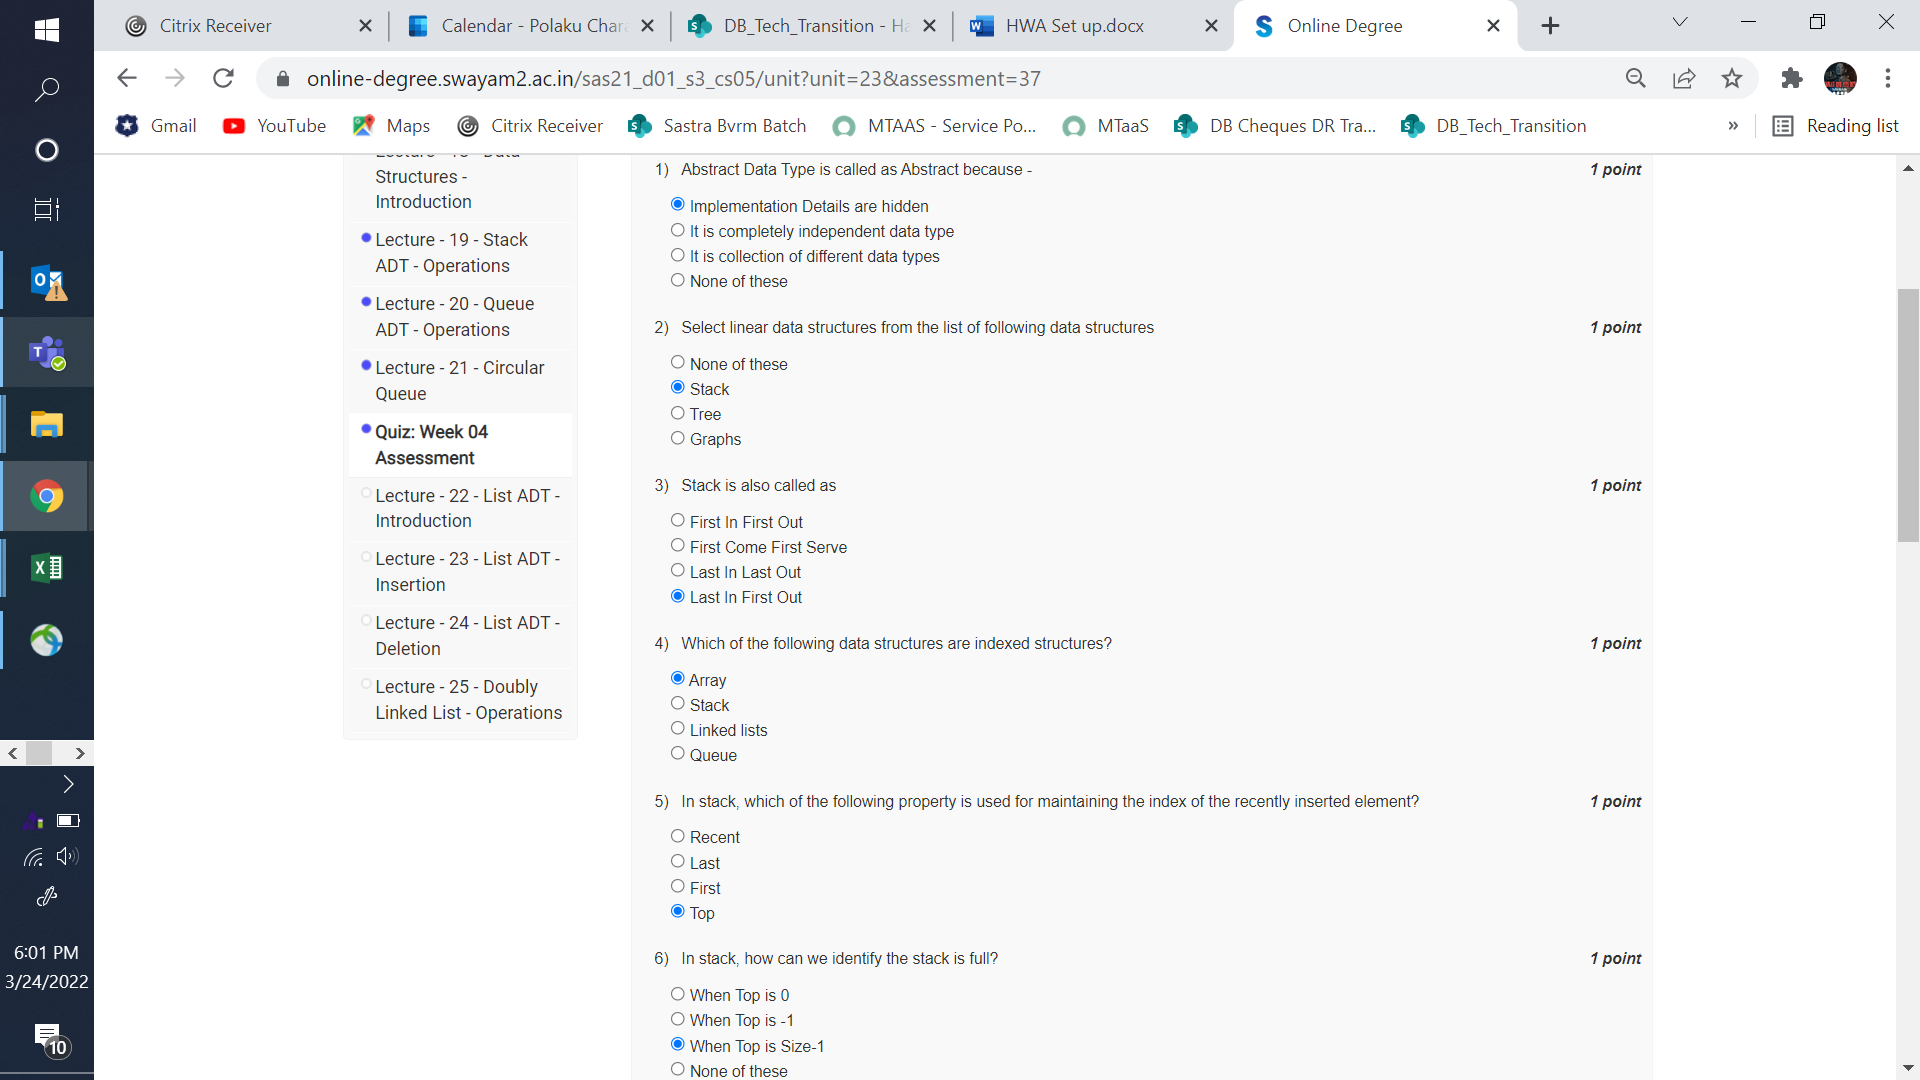 Citrix Receiver
Calendar - Polaku Chara
DB_Tech_Transition - Ha
HWA Set up.docx
Online Degree
online-degree.swayam2.ac.in/sas21_d01_s3_cs05/unit?unit=23&assessment=37
Gmail
YouTube
Maps
Citrix Receiver
Sastra Bvrm Batch
MTAAS - Service Po...
MTaaS
DB Cheques DR Tra...
DB_Tech_Transition
»
Reading list
Lecture - 18 - Data
Structures -
Introduction
Lecture - 19 - Stack
ADT - Operations
Lecture - 20 - Queue
ADT - Operations
Lecture - 21 - Circular
Queue
Quiz: Week 04
Assessment
Lecture - 22 - List ADT -
Introduction
Lecture - 23 - List ADT -
Insertion
Lecture - 24 - List ADT -
Deletion
Lecture - 25 - Doubly
Linked List - Operations
1) Abstract Data Type is called as Abstract because - 1 point
Implementation Details are hidden
It is completely independent data type
It is collection of different data types
None of these
2) Select linear data structures from the list of following data structures 1 point
None of these
Stack
Tree
Graphs
3) Stack is also called as 1 point
First In First Out
First Come First Serve
Last In Last Out
Last In First Out
4) Which of the following data structures are indexed structures? 1 point
Array
Stack
Linked lists
Queue
5) In stack, which of the following property is used for maintaining the index of the recently inserted element? 1 point
Recent
Last
First
Top
6) In stack, how can we identify the stack is full? 1 point
When Top is 0
When Top is -1
When Top is Size-1
None of these
6:01 PM
3/24/2022
10